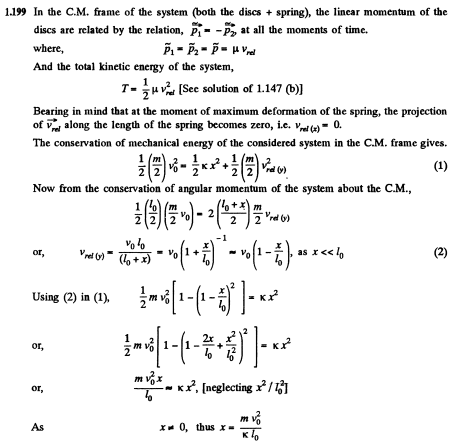 1.199 In the C.M. frame of the system (both the discs + spring), the linear momentum of the
discs are related by the relation, p̃₁ = − p̃₂, at all the moments of time.
where, p̃₁ = p̃₂ = p̃ = μ v_rel
And the total kinetic energy of the system,
T = 1/2 μ v²_rel [See solution of 1.147 (b)]
Bearing in mind that at the moment of maximum deformation of the spring, the projection
of v⃗_rel along the length of the spring becomes zero, i.e. v_rel (x) = 0.
The conservation of mechanical energy of the considered system in the C.M. frame gives.
1/2 (m/2) v₀² = 1/2 κ x² + 1/2 (m/2) v²_rel (y) (1)
Now from the conservation of angular momentum of the system about the C.M.,
1/2 (l₀/2) (m/2 v₀) = 2 ((l₀ + x)/2) m/2 v_rel (y)
or, v_rel (y) = v₀ l₀/(l₀ + x) = v₀ (1 + x/l₀)⁻¹ ≈ v₀ (1 − x/l₀), as x << l₀ (2)
Using (2) in (1), 1/2 m v₀² [1 − (1 − x/l₀)²] = κ x²
or, 1/2 m v₀² [1 − (1 − 2x/l₀ + x²/l₀²)] = κ x²
or, m v₀² x/l₀ ≈ κ x², [neglecting x² / l₀²]
As x ≠ 0, thus x = m v₀²/κ l₀